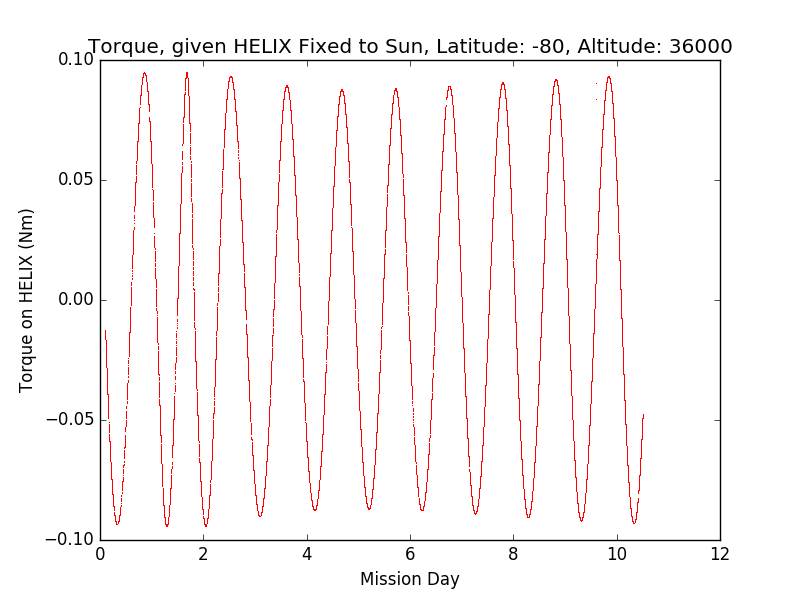 Torque, given HELIX Fixed to Sun, Latitude: -80, Altitude: 36000
0.10
0.05
0.00
−0.05
−0.10
Torque on HELIX (Nm)
0 2 4 6 8 10 12
Mission Day